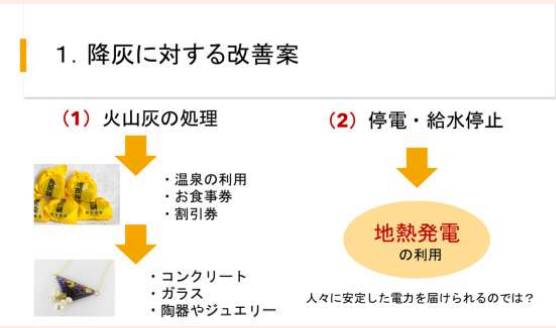 1. 降灰に対する改善案
（1）火山灰の処理
・温泉の利用
・お食事券
・割引券
・コンクリート
・ガラス
・陶器やジュエリー
（2）停電・給水停止
地熱発電
の利用
人々に安定した電力を届けられるのでは？